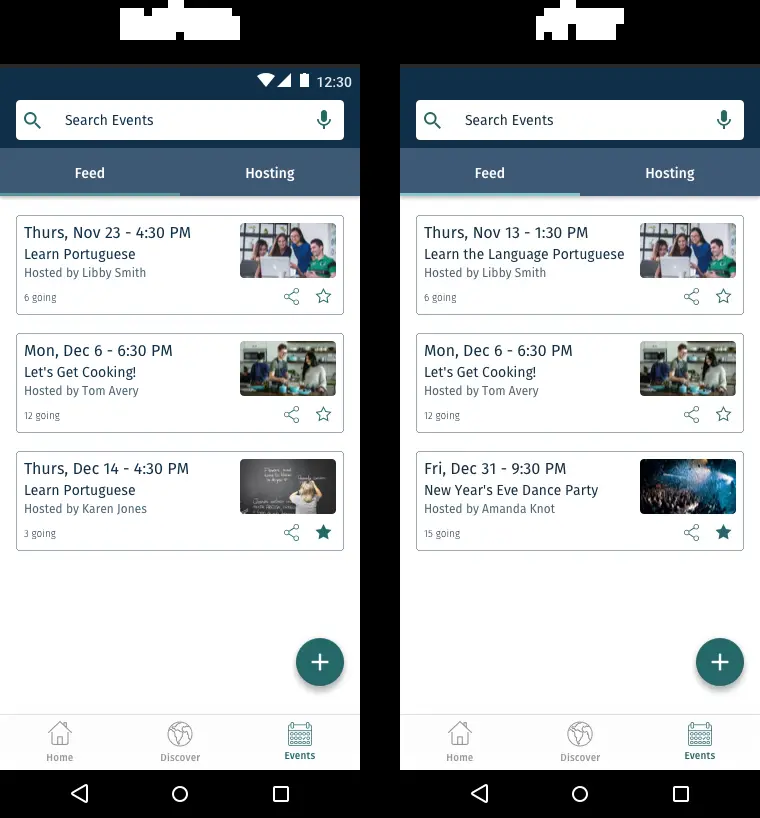 12:30
Search Events
Feed
Hosting
Thurs, Nov 23 - 4:30 PM
Learn Portuguese
Hosted by Libby Smith
6 going
Mon, Dec 6 - 6:30 PM
Let's Get Cooking!
Hosted by Tom Avery
12 going
Thurs, Dec 14 - 4:30 PM
Learn Portuguese
Hosted by Karen Jones
3 going
Home
Discover
Events
Search Events
Feed
Hosting
Thurs, Nov 13 - 1:30 PM
Learn the Language Portuguese
Hosted by Libby Smith
6 going
Mon, Dec 6 - 6:30 PM
Let's Get Cooking!
Hosted by Tom Avery
12 going
Fri, Dec 31 - 9:30 PM
New Year's Eve Dance Party
Hosted by Amanda Knot
15 going
Home
Discover
Events